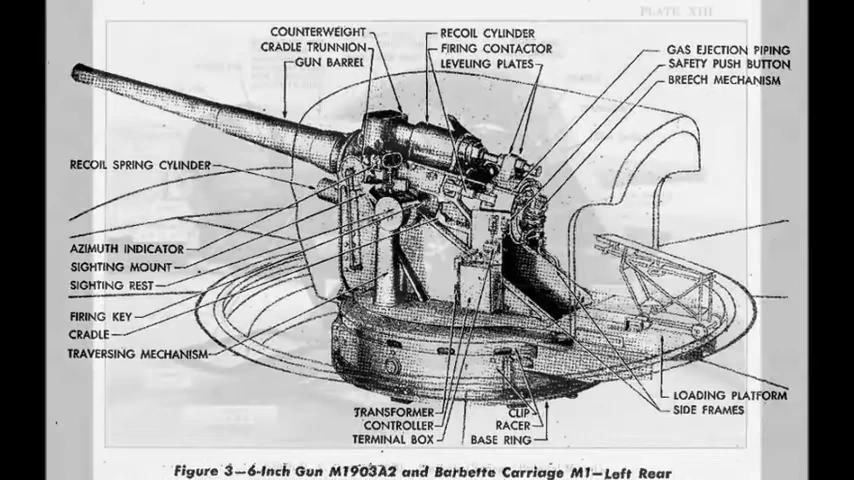 PLATE XIII
COUNTERWEIGHT
CRADLE TRUNNION
GUN BARREL
RECOIL CYLINDER
FIRING CONTACTOR
LEVELING PLATES
GAS EJECTION PIPING
SAFETY PUSH BUTTON
BREECH MECHANISM
RECOIL SPRING CYLINDER
AZIMUTH INDICATOR
SIGHTING MOUNT
SIGHTING REST
FIRING KEY
CRADLE
TRAVERSING MECHANISM
TRANSFORMER
CONTROLLER
TERMINAL BOX
CLIP
RACER
BASE RING
LOADING PLATFORM
SIDE FRAMES
Figure 3—6-Inch Gun M1903A2 and Barbette Carriage M1—Left Rear